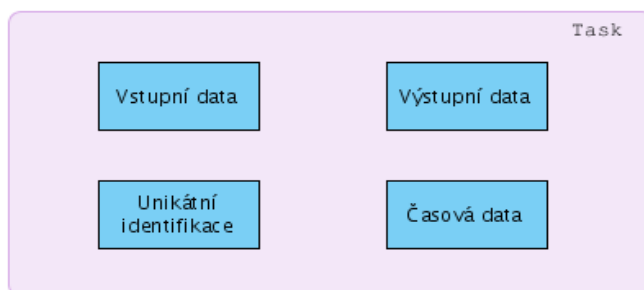 Task
Vstupní data
Výstupní data
Unikátní
identifikace
Časová data